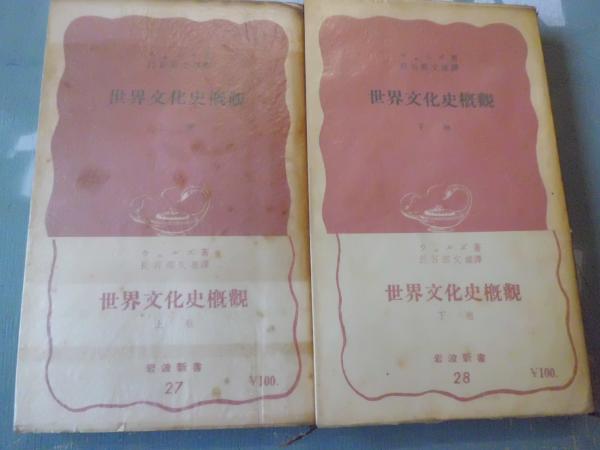 ウェルズ著
長谷部文雄譯
世界文化史概觀
上卷
ウェルズ著
長谷部文雄譯
世界文化史概觀
上卷
岩波新書
27
¥100.
ウェルズ著
長谷部文雄譯
世界文化史概觀
下卷
ウェルズ著
長谷部文雄譯
世界文化史概觀
下卷
岩波新書
28
¥100.